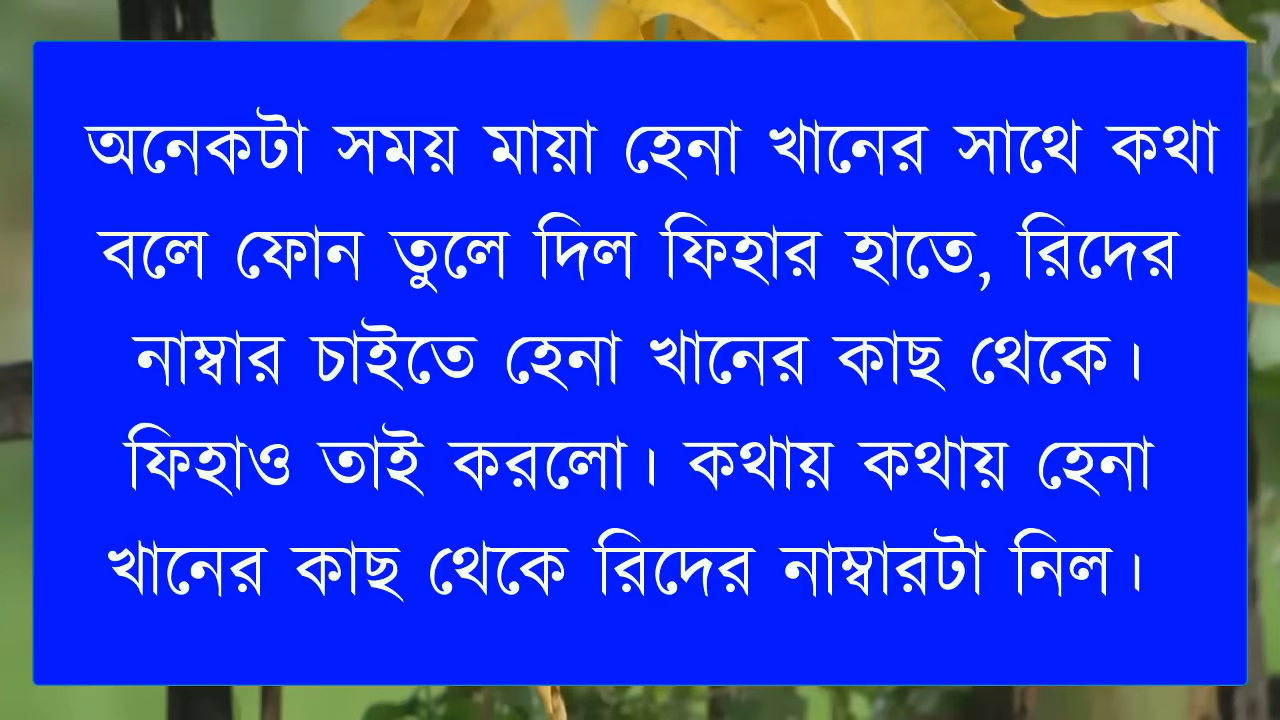 অনেকটা সময় মায়া হেনা খানের সাথে কথা
বলে ফোন তুলে দিল ফিহার হাতে, রিদের
নাম্বার চাইতে হেনা খানের কাছ থেকে।
ফিহাও তাই করলো। কথায় কথায় হেনা
খানের কাছ থেকে রিদের নাম্বারটা নিল।